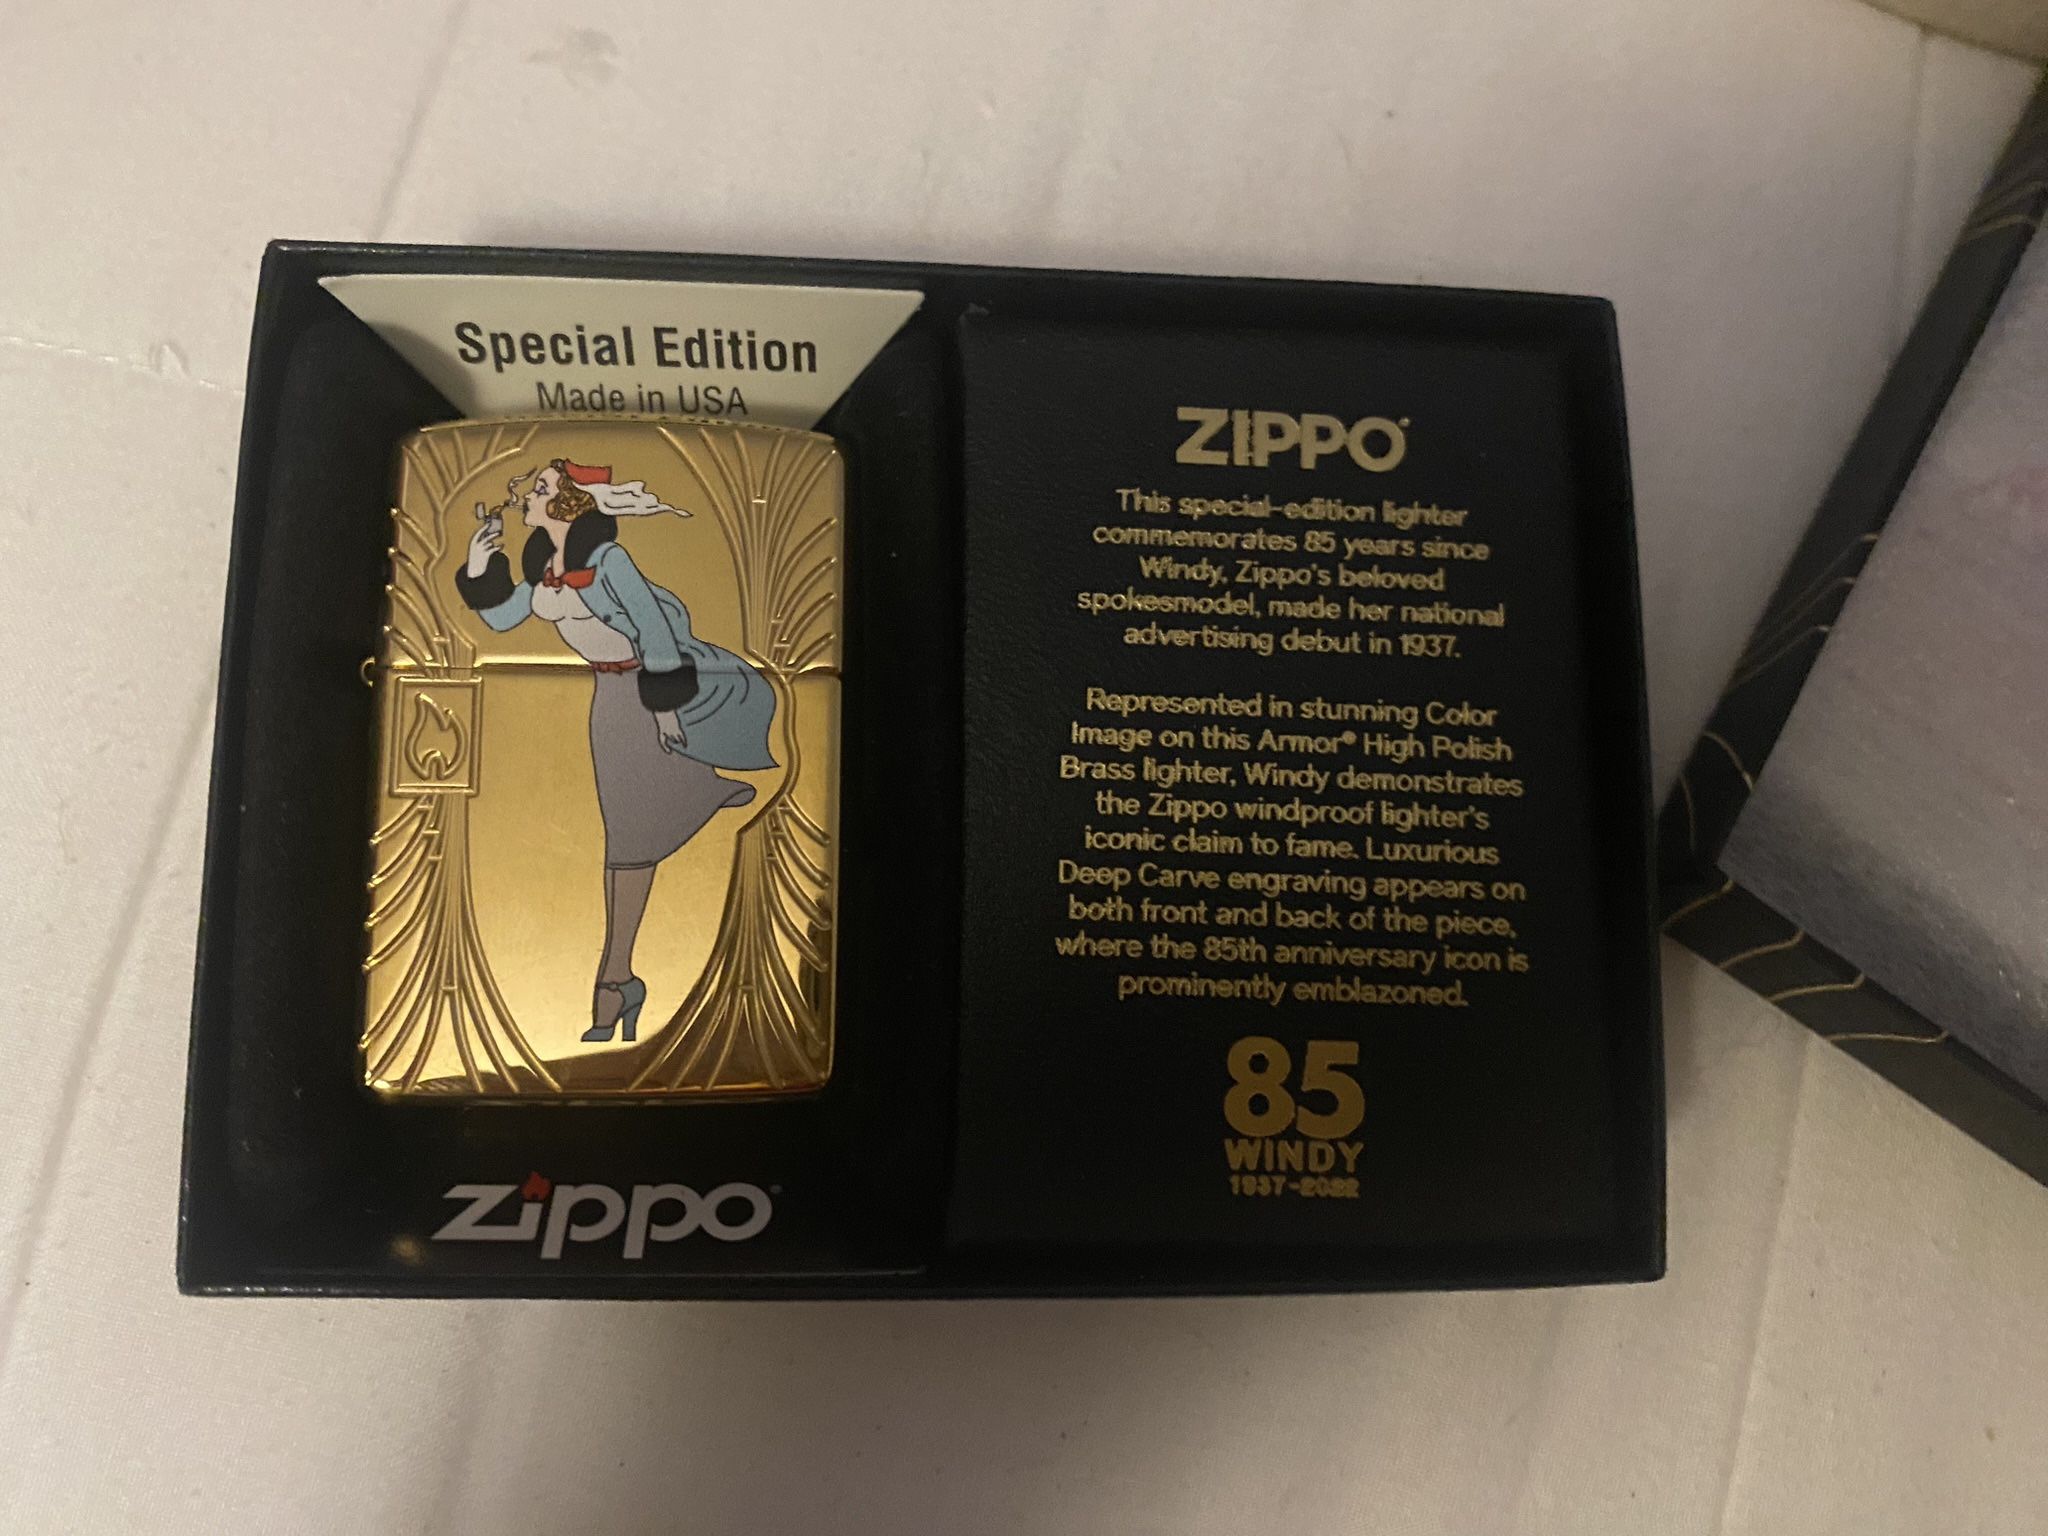 Special Edition
Made in USA
zippo
ZIPPO®
This special-edition lighter
commemorates 85 years since
Windy, Zippo's beloved
spokesmodel, made her national
advertising debut in 1937.
Represented in stunning Color
Image on this Armor® High Polish
Brass lighter, Windy demonstrates
the Zippo windproof lighter's
iconic claim to fame. Luxurious
Deep Carve engraving appears on
both front and back of the piece,
where the 85th anniversary icon is
prominently emblazoned.
85
WINDY
1937-2022